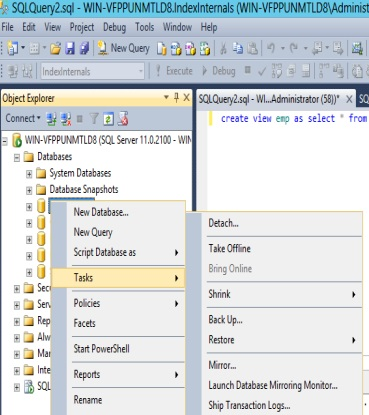 SQLQuery2.sql - WIN-VFPPUNMTLD8.IndexInternals (WIN-VFPPUNMTLD8\Adminis
File Edit View Project Debug Tools Window Help
New Query
IndexInternals
Execute Debug
Object Explorer
SQLQuery2.sql - WI...Administrator (58))*
SQ
Connect
create view emp as select * from
WIN-VFPPUNMTLD8 (SQL Server 11.0.2100 - WIN
Databases
System Databases
Database Snapshots
New Database...
New Query
Script Database as
Tasks
Policies
Facets
Start PowerShell
Reports
Rename
Detach...
Take Offline
Bring Online
Shrink
Back Up...
Restore
Mirror...
Launch Database Mirroring Monitor...
Ship Transaction Logs...
Secu
Serv
Rep
Alw
Mar
Inte
SQL